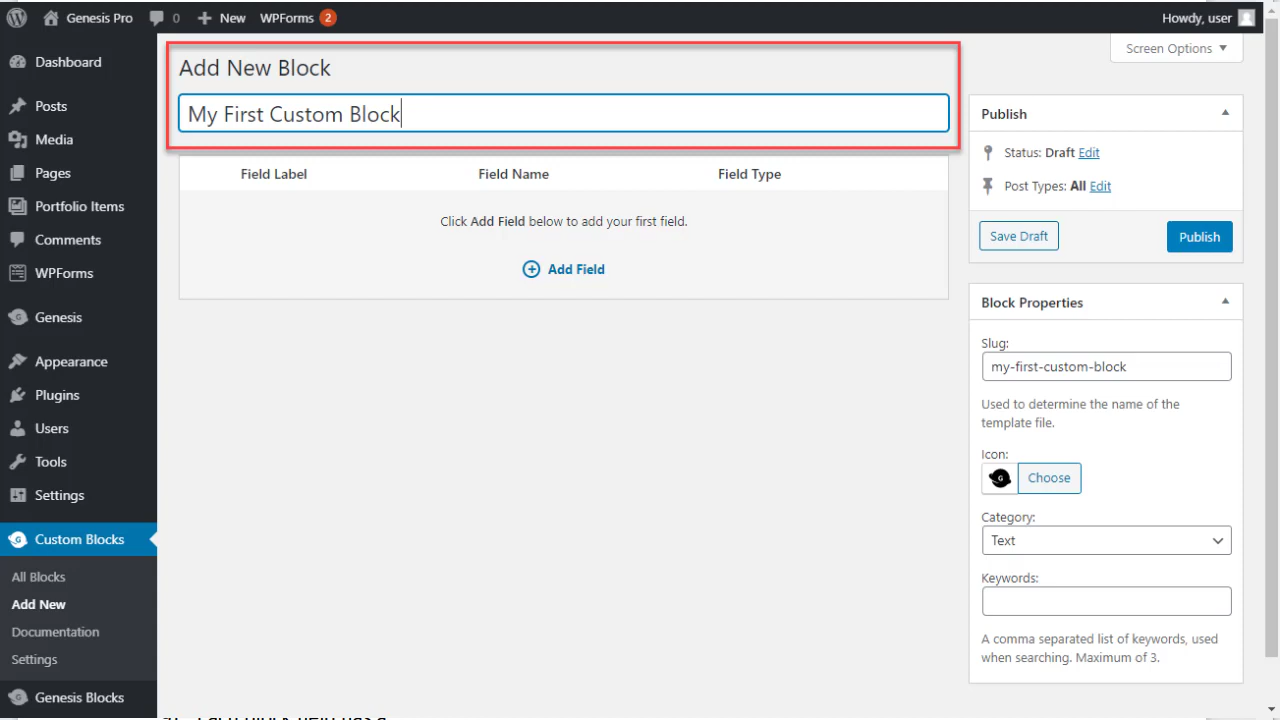 Genesis Pro 0 New WPForms 2 Howdy, user
Screen Options
Dashboard
Posts
Media
Pages
Portfolio Items
Comments
WPForms
Genesis
Appearance
Plugins
Users
Tools
Settings
Custom Blocks
All Blocks
Add New
Documentation
Settings
Genesis Blocks
Add New Block
My First Custom Block
Field Label Field Name Field Type
Click Add Field below to add your first field.
Add Field
Publish
Status: Draft Edit
Post Types: All Edit
Save Draft Publish
Block Properties
Slug:
my-first-custom-block
Used to determine the name of the
template file.
Icon:
G Choose
Category:
Text
Keywords:
A comma separated list of keywords, used
when searching. Maximum of 3.